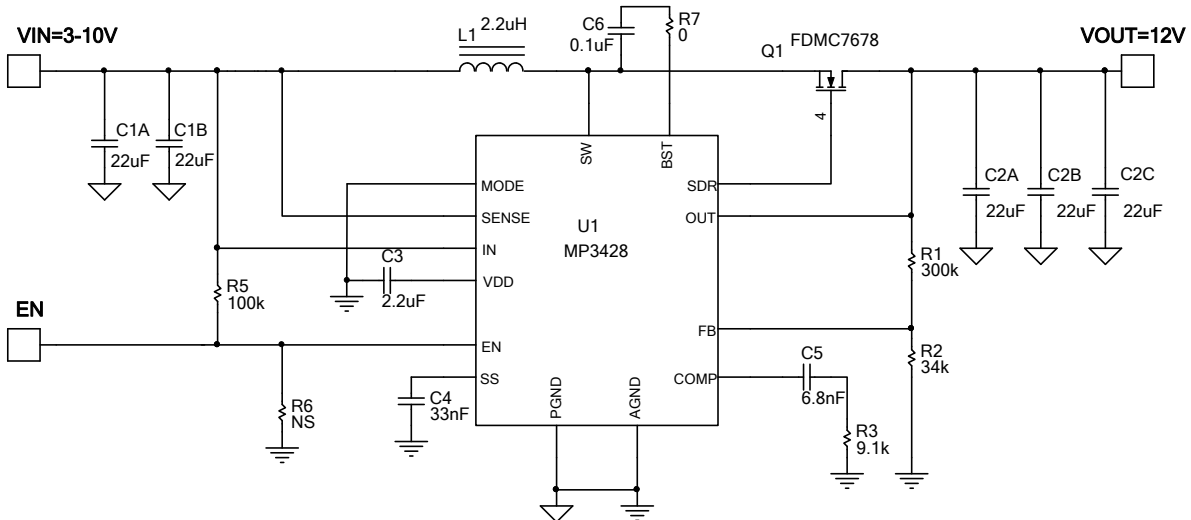 VIN=3-10V
L1 2.2uH
C6
0.1uF
R7
0
Q1 FDMC7678
VOUT=12V
C1A
22uF
C1B
22uF
4
SW
BST
MODE
SENSE
IN
VDD
EN
SS
PGND
AGND
SDR
OUT
FB
COMP
U1
MP3428
C2A
22uF
C2B
22uF
C2C
22uF
C3
2.2uF
R5
100k
R1
300k
EN
R2
34k
C5
6.8nF
C4
33nF
R6
NS
R3
9.1k